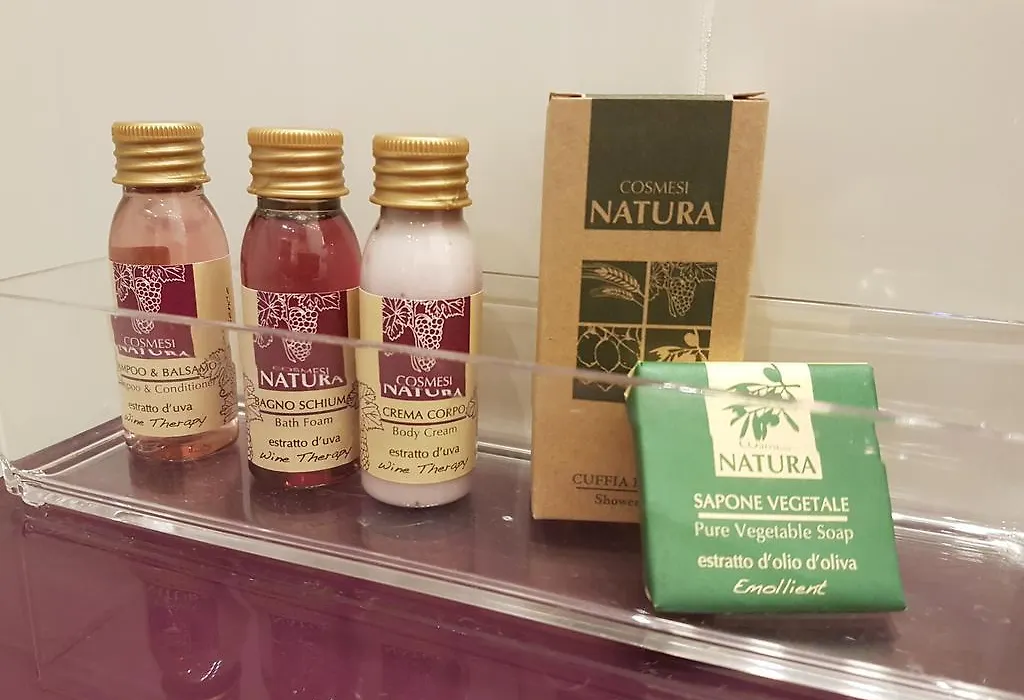 COSMESI
NATURA
SHAMPOO & BALSAMO
Shampoo & Conditioner
estratto d'uva
Wine Therapy
COSMESI
NATURA
BAGNO SCHIUMA
Bath Foam
estratto d'uva
Wine Therapy
COSMESI
NATURA
CREMA CORPO
Body Cream
estratto d'uva
Wine Therapy
COSMESI
NATURA
CUFFIA
Shower
NATURA
SAPONE VEGETALE
Pure Vegetable Soap
estratto d'olio d'oliva
Emollient